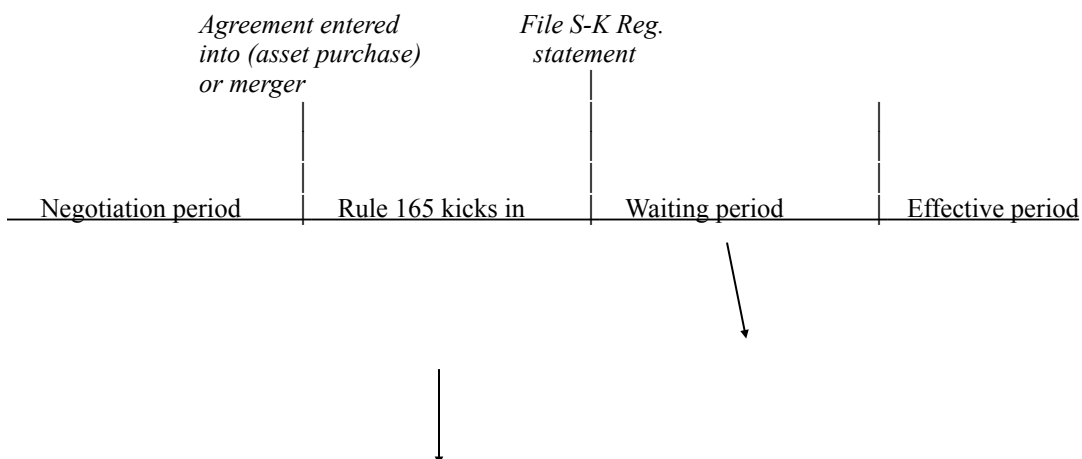 Agreement entered
into (asset purchase)
or merger
File S-K Reg.
statement
Negotiation period
Rule 165 kicks in
Waiting period
Effective period